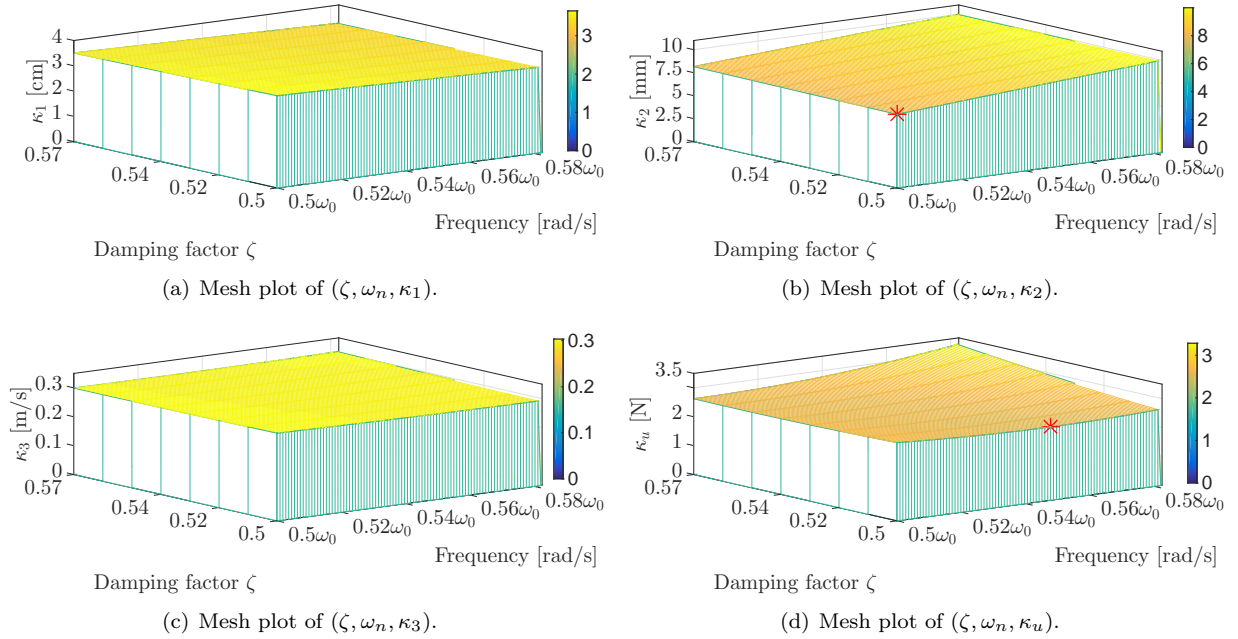 4
3
2
1
0
κ₁ [cm]
0.57
0.54
0.52
0.5
0.5ω₀
0.52ω₀
0.54ω₀
0.56ω₀
0.58ω₀
Frequency [rad/s]
Damping factor ζ
3
2
1
0
(a) Mesh plot of (ζ, ωₙ, κ₁).
10
7.5
5
2.5
0
κ₂ [mm]
0.57
0.54
0.52
0.5
0.5ω₀
0.52ω₀
0.54ω₀
0.56ω₀
0.58ω₀
Frequency [rad/s]
Damping factor ζ
8
6
4
2
0
(b) Mesh plot of (ζ, ωₙ, κ₂).
0.3
0.2
0.1
0
κ₃ [m/s]
0.57
0.54
0.52
0.5
0.5ω₀
0.52ω₀
0.54ω₀
0.56ω₀
0.58ω₀
Frequency [rad/s]
Damping factor ζ
0.3
0.2
0.1
0
(c) Mesh plot of (ζ, ωₙ, κ₃).
3.5
2
1
0
κᵤ [N]
0.57
0.54
0.52
0.5
0.5ω₀
0.52ω₀
0.54ω₀
0.56ω₀
0.58ω₀
Frequency [rad/s]
Damping factor ζ
3
2
1
0
(d) Mesh plot of (ζ, ωₙ, κᵤ).